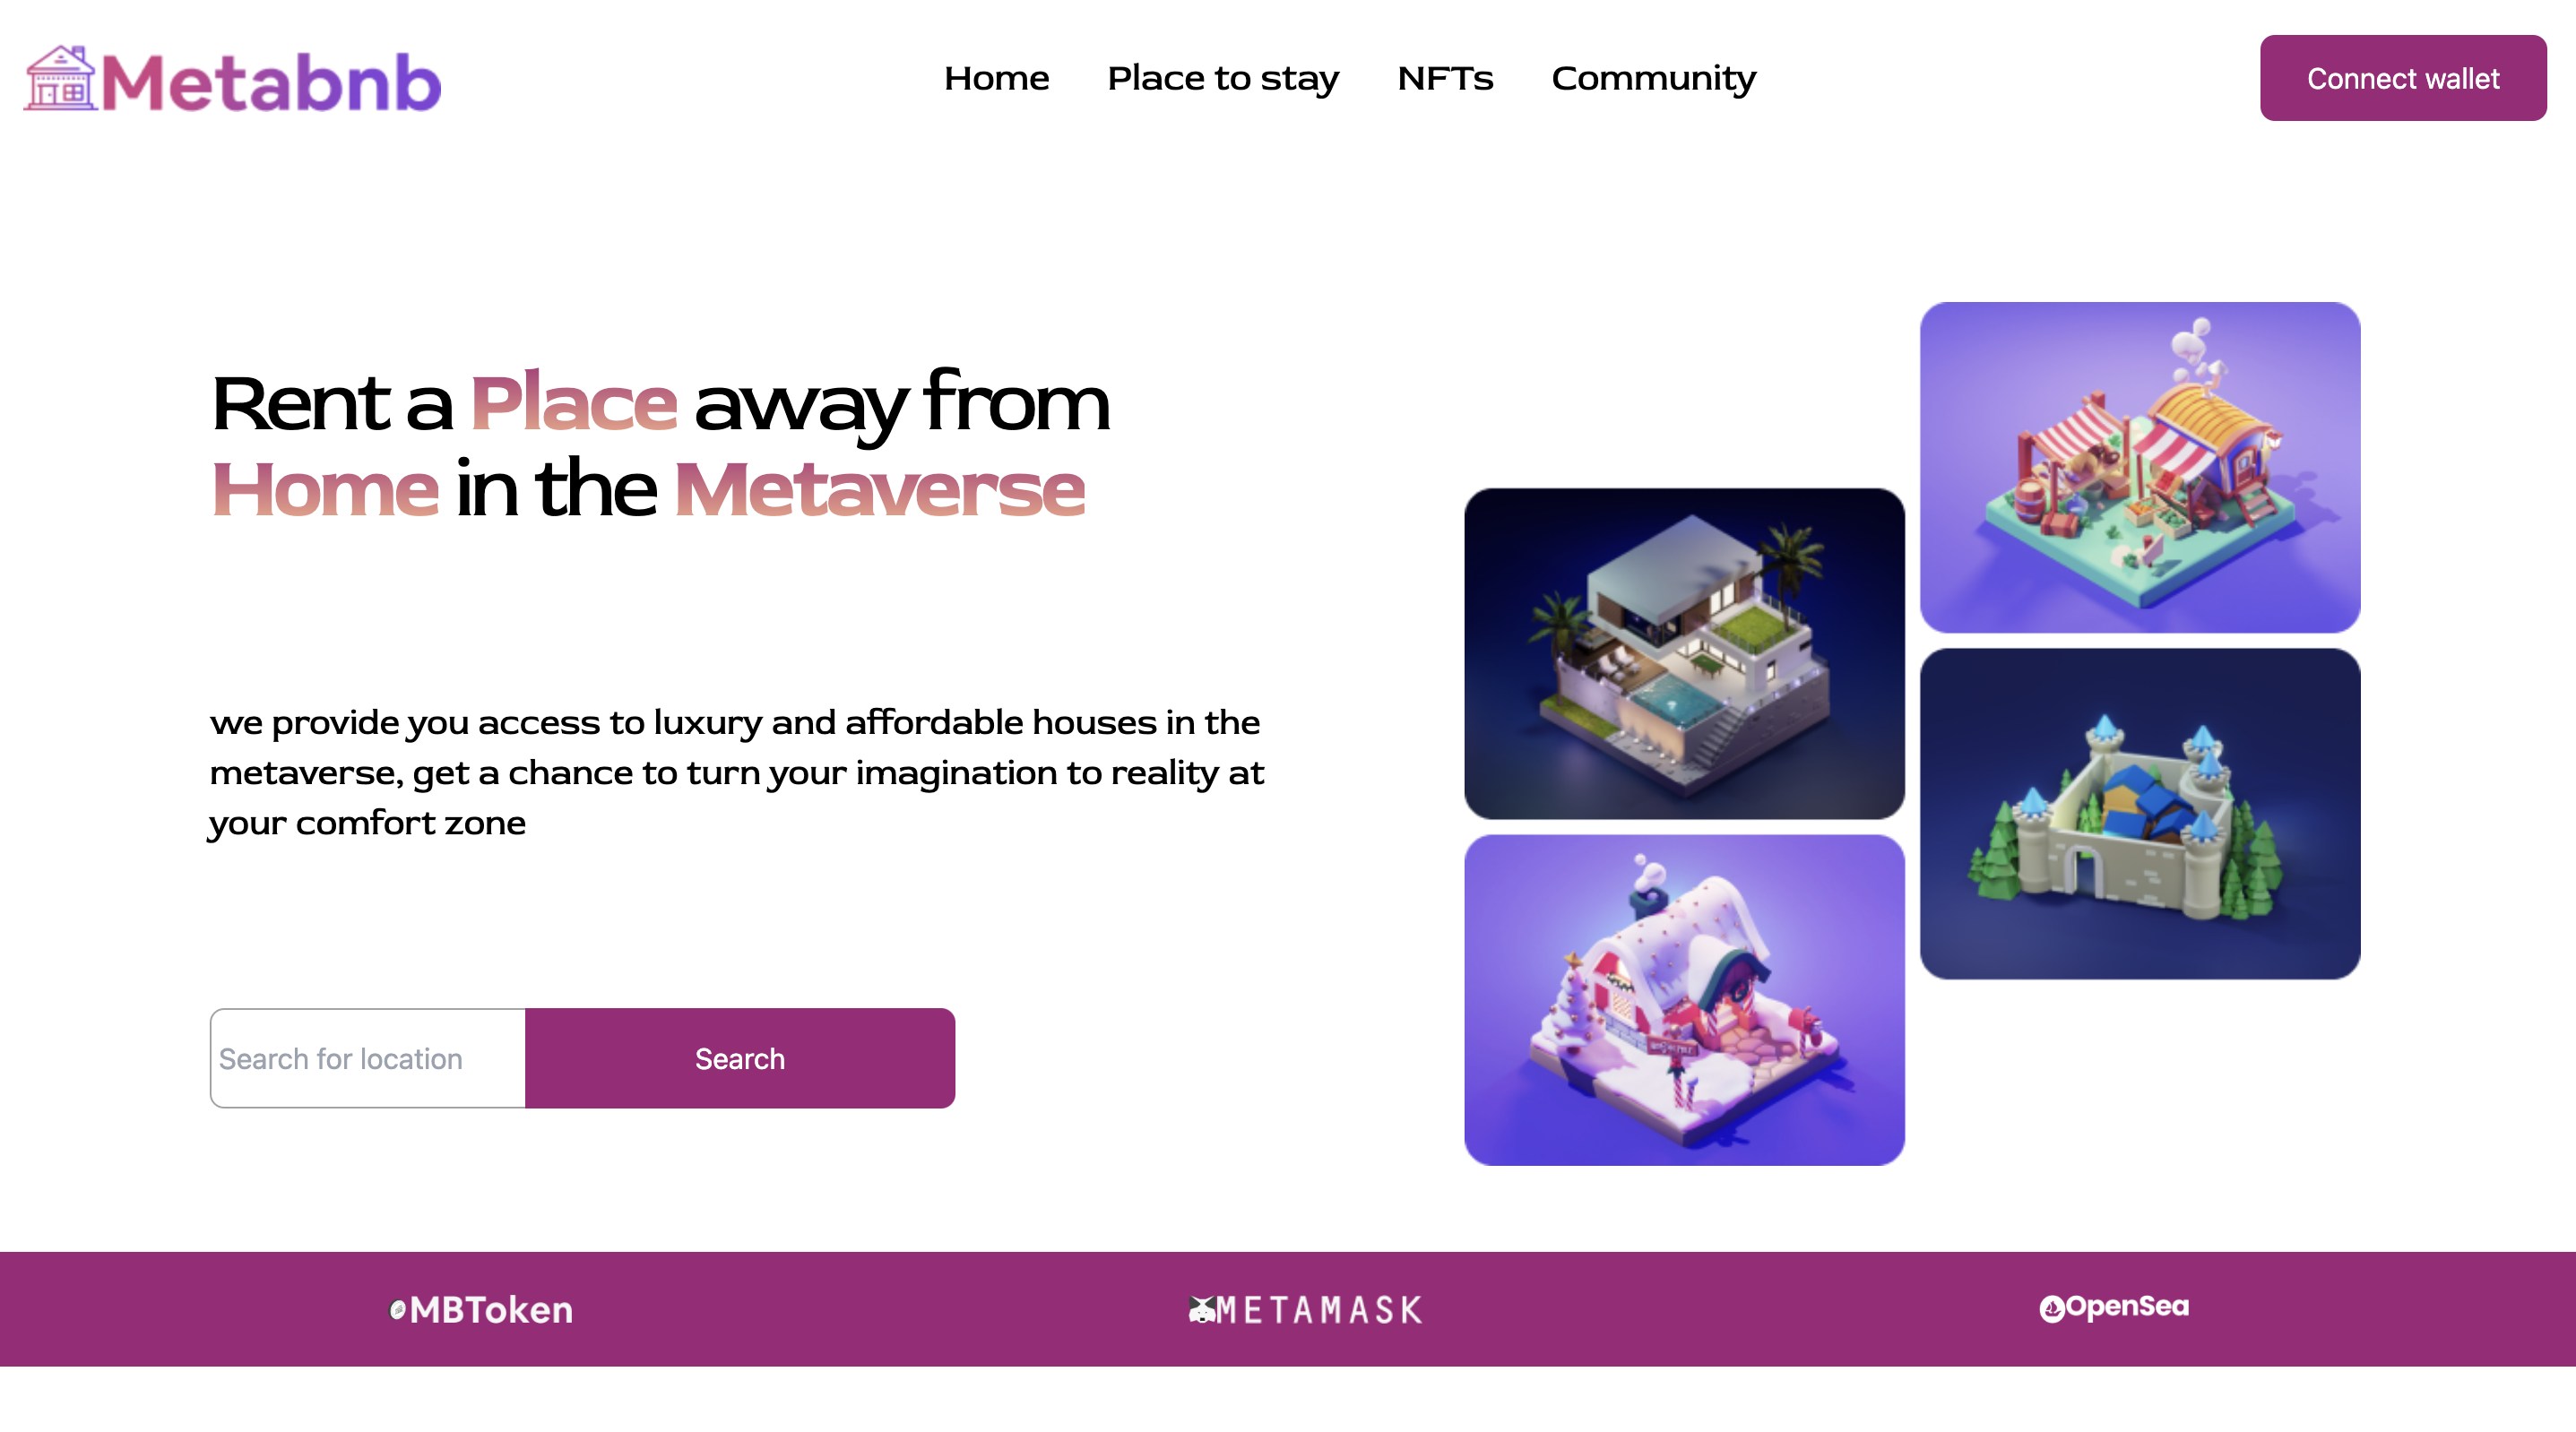 Metabnb
Home
Place to stay
NFTs
Community
Connect wallet
Rent a Place away from
Home in the Metaverse
we provide you access to luxury and affordable houses in the
metaverse, get a chance to turn your imagination to reality at
your comfort zone
Search for location
Search
MBToken
METAMASK
OpenSea